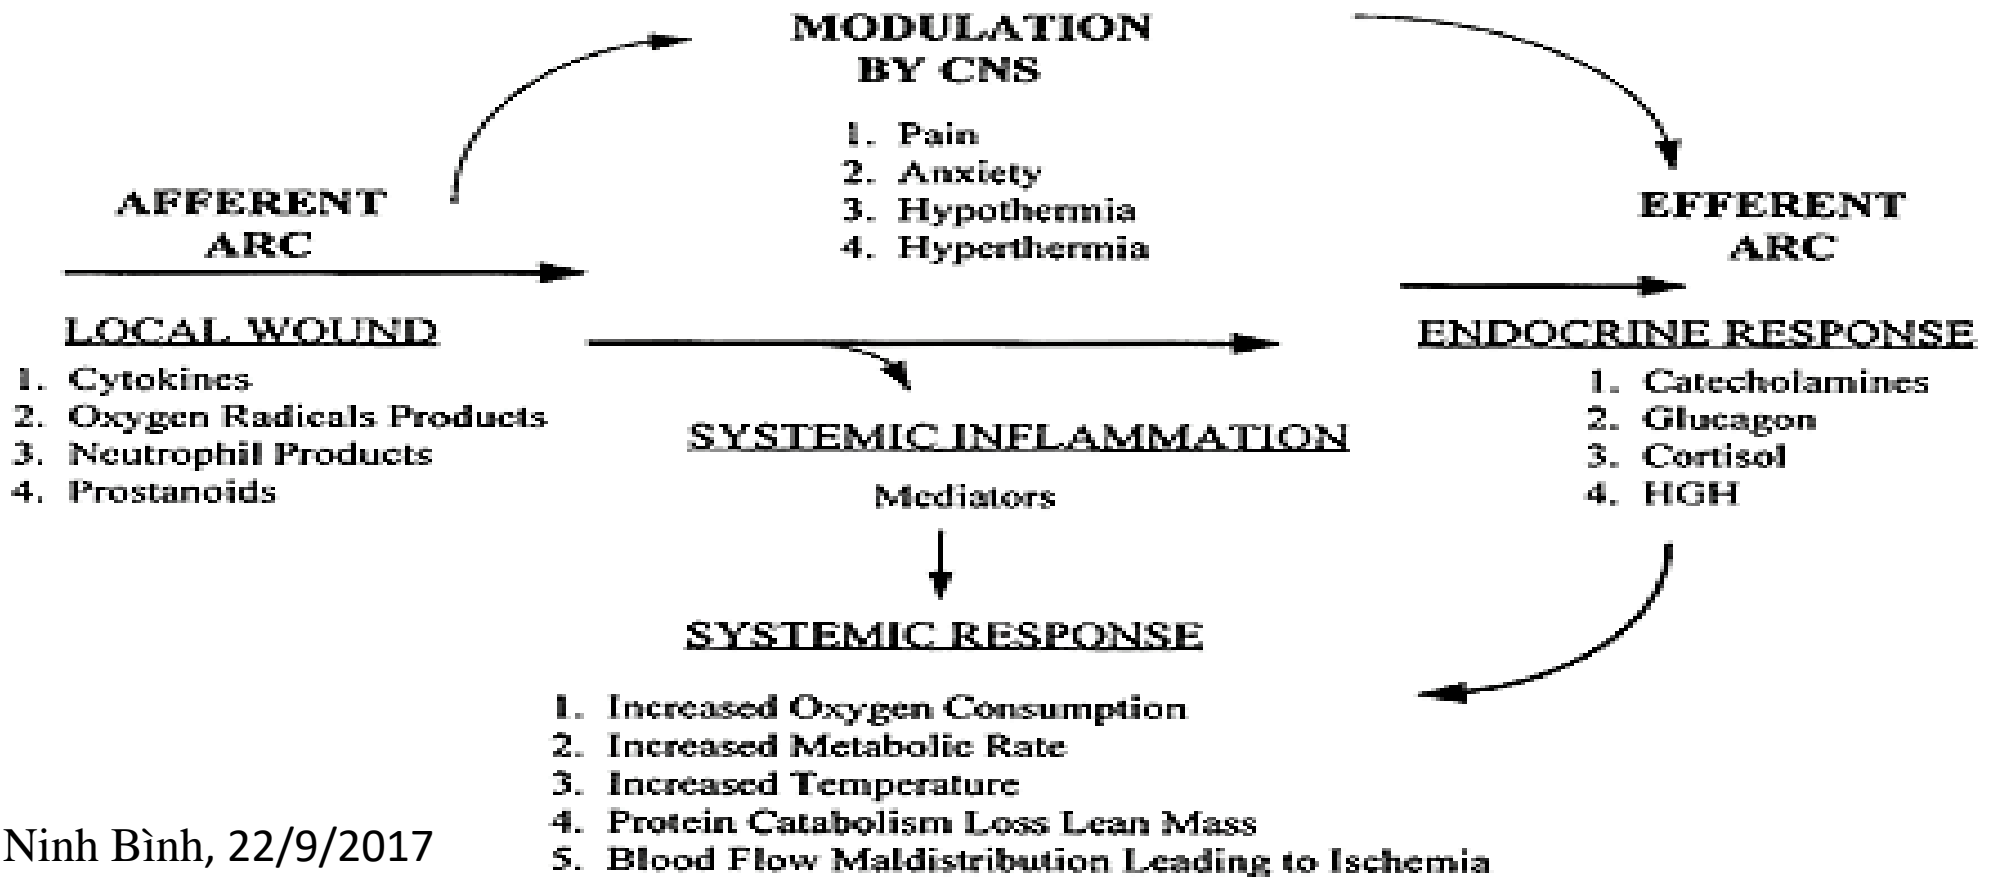 MODULATION
BY CNS
1. Pain
2. Anxiety
3. Hypothermia
4. Hyperthermia
AFFERENT
ARC
EFFERENT
ARC
LOCAL WOUND
1. Cytokines
2. Oxygen Radicals Products
3. Neutrophil Products
4. Prostanoids
ENDOCRINE RESPONSE
1. Catecholamines
2. Glucagon
3. Cortisol
4. HGH
SYSTEMIC INFLAMMATION
Mediators
SYSTEMIC RESPONSE
1. Increased Oxygen Consumption
2. Increased Metabolic Rate
3. Increased Temperature
4. Protein Catabolism Loss Lean Mass
5. Blood Flow Maldistribution Leading to Ischemia
Ninh Bình, 22/9/2017